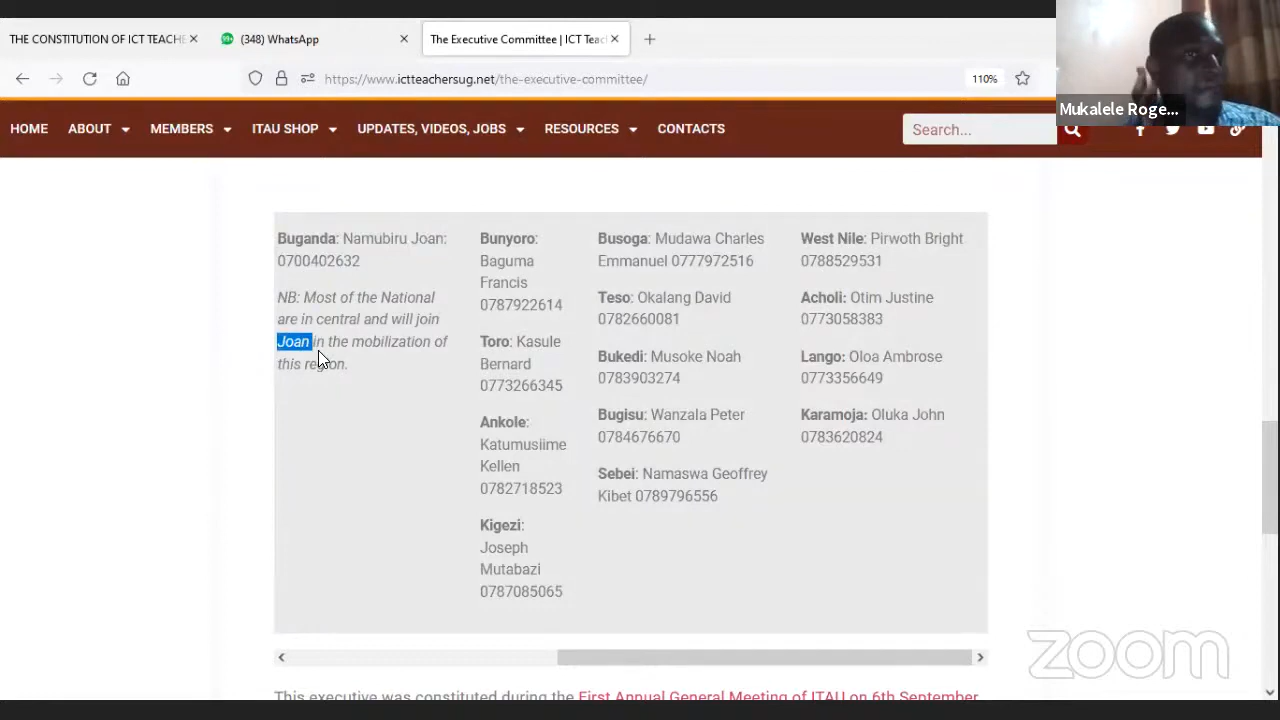 THE CONSTITUTION OF ICT TEACHE
(348) WhatsApp
The Executive Committee | ICT Teac
https://www.ictteachersug.net/the-executive-committee/
110%
Mukalele Roge...
HOME
ABOUT
MEMBERS
ITAU SHOP
UPDATES, VIDEOS, JOBS
RESOURCES
CONTACTS
Search...
Buganda: Namubiru Joan:
0700402632
NB: Most of the National
are in central and will join
Joan in the mobilization of
this region.
Bunyoro:
Baguma
Francis
0787922614
Toro: Kasule
Bernard
0773266345
Ankole:
Katumusiime
Kellen
0782718523
Kigezi:
Joseph
Mutabazi
0787085065
Busoga: Mudawa Charles
Emmanuel 0777972516
Teso: Okalang David
0782660081
Bukedi: Musoke Noah
0783903274
Bugisu: Wanzala Peter
0784676670
Sebei: Namaswa Geoffrey
Kibet 0789796556
West Nile: Pirwoth Bright
0788529531
Acholi: Otim Justine
0773058383
Lango: Oloa Ambrose
0773356649
Karamoja: Oluka John
0783620824
zoom
This executive was constituted during the First Annual General Meeting of ITAU on 6th September